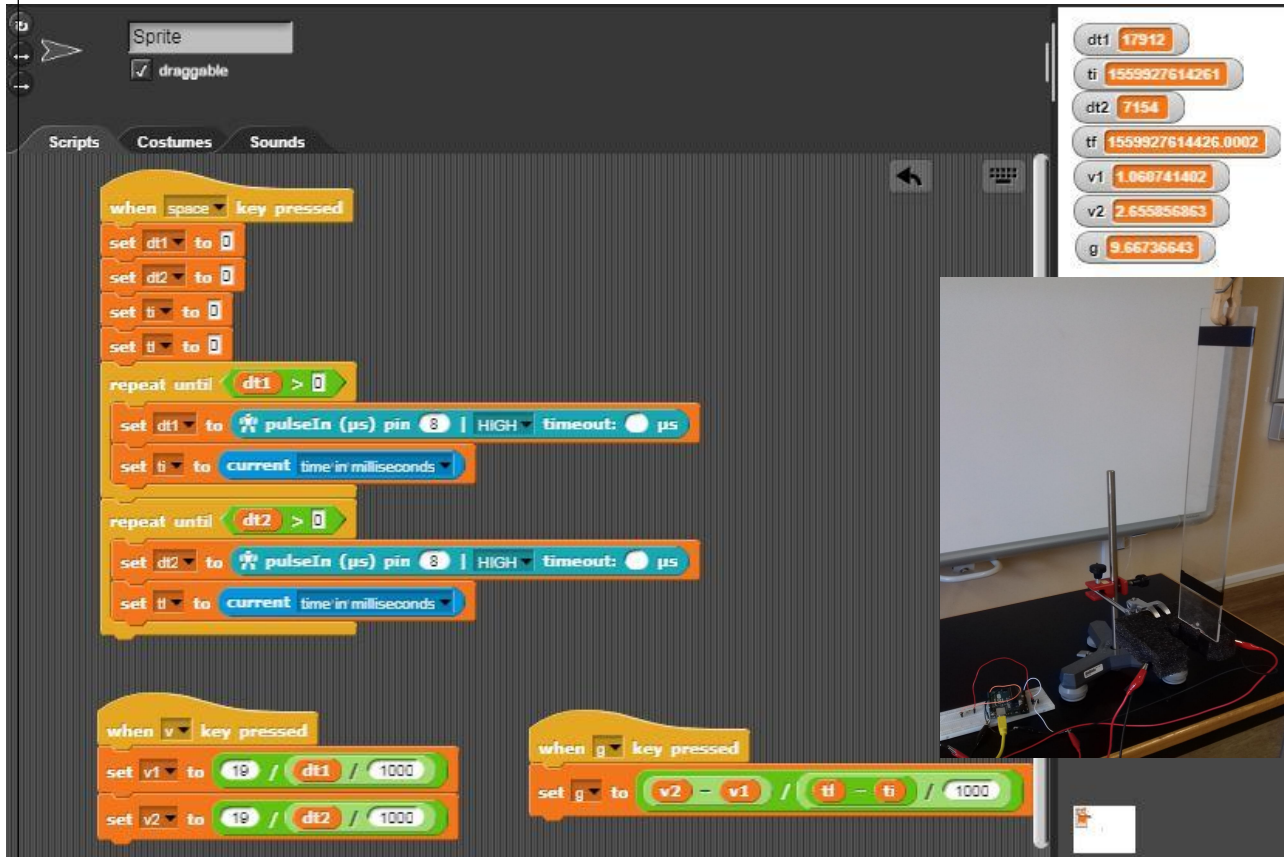 Sprite
draggable
Scripts Costumes Sounds
when space key pressed
set dt1 to 0
set dt2 to 0
set ti to 0
set tf to 0
repeat until dt1 > 0
set dt1 to pulseIn (µs) pin 8 | HIGH timeout: µs
set ti to current time in milliseconds
repeat until dt2 > 0
set dt2 to pulseIn (µs) pin 8 | HIGH timeout: µs
set tf to current time in milliseconds
when v key pressed
set v1 to 19 / dt1 / 1000
set v2 to 19 / dt2 / 1000
when g key pressed
set g to v2 - v1 / tf - ti / 1000
dt1 17912
ti 1559927614261
dt2 7154
tf 1559927614426.0002
v1 1.060741402
v2 2.655856863
g 9.66736643